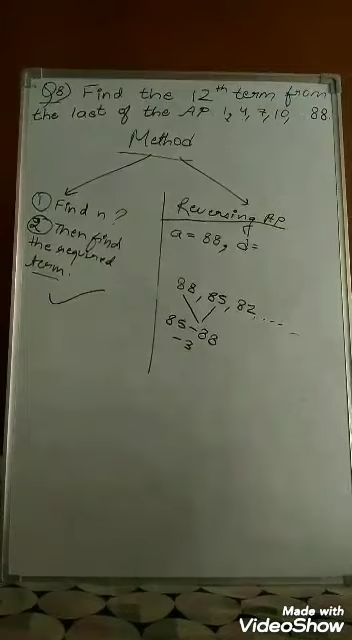 Q8) Find the 12th term from
the last of the AP 1, 4, 7, 10, 88
Method
① Find n?
② Then find
the required
term.
Reversing AP
a = 88, d =
88, 85, 82, ....
85-88
-3
Made with
VideoShow